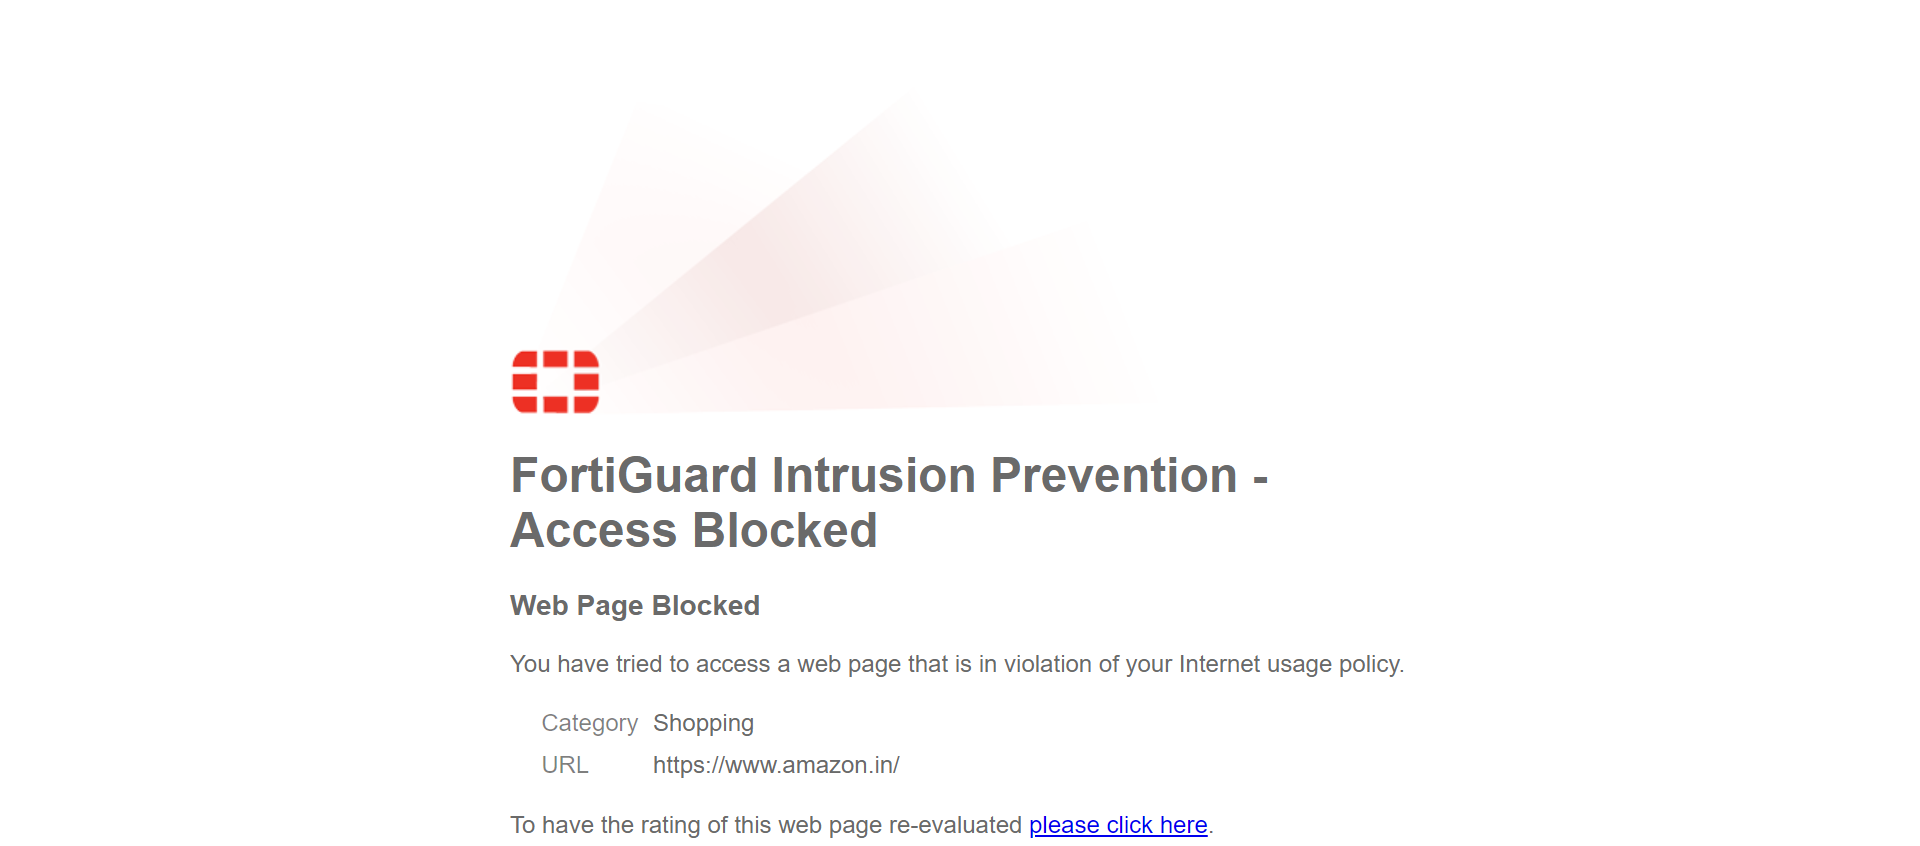 FortiGuard Intrusion Prevention -
Access Blocked
Web Page Blocked
You have tried to access a web page that is in violation of your Internet usage policy.
Category Shopping
URL https://www.amazon.in/
To have the rating of this web page re-evaluated please click here.